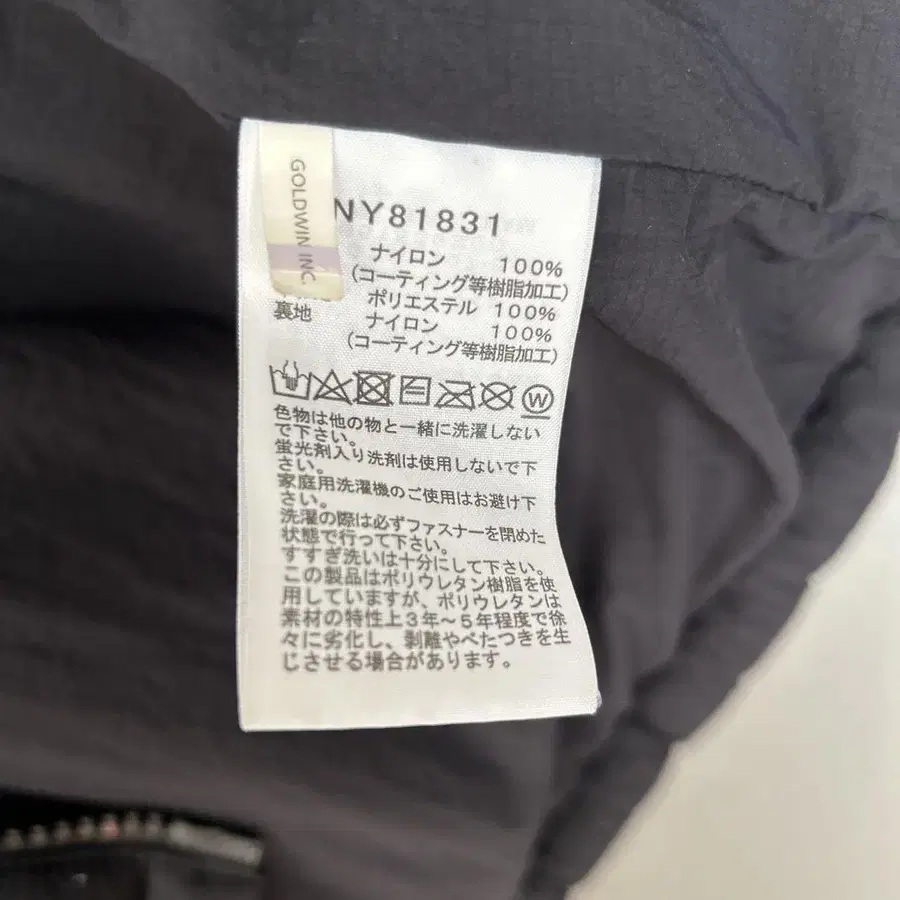 GOLDWIN INC.
NY81831
ナイロン 100%
(コーティング等樹脂加工)
ポリエステル 100%
裏地 ナイロン 100%
(コーティング等樹脂加工)
W
色物は他の物と一緒に洗濯しない
で下さい。
蛍光剤入り洗剤は使用しないで下
さい。
家庭用洗濯機のご使用はお避け下
さい。
洗濯の際は必ずファスナーを閉めた
状態で行って下さい。
すすぎ洗いは十分にして下さい。
この製品はポリウレタン樹脂を使
用していますが、ポリウレタンは
素材の特性上3年～5年程度で徐
々に劣化し、剥離やべたつきを生
じさせる場合があります。